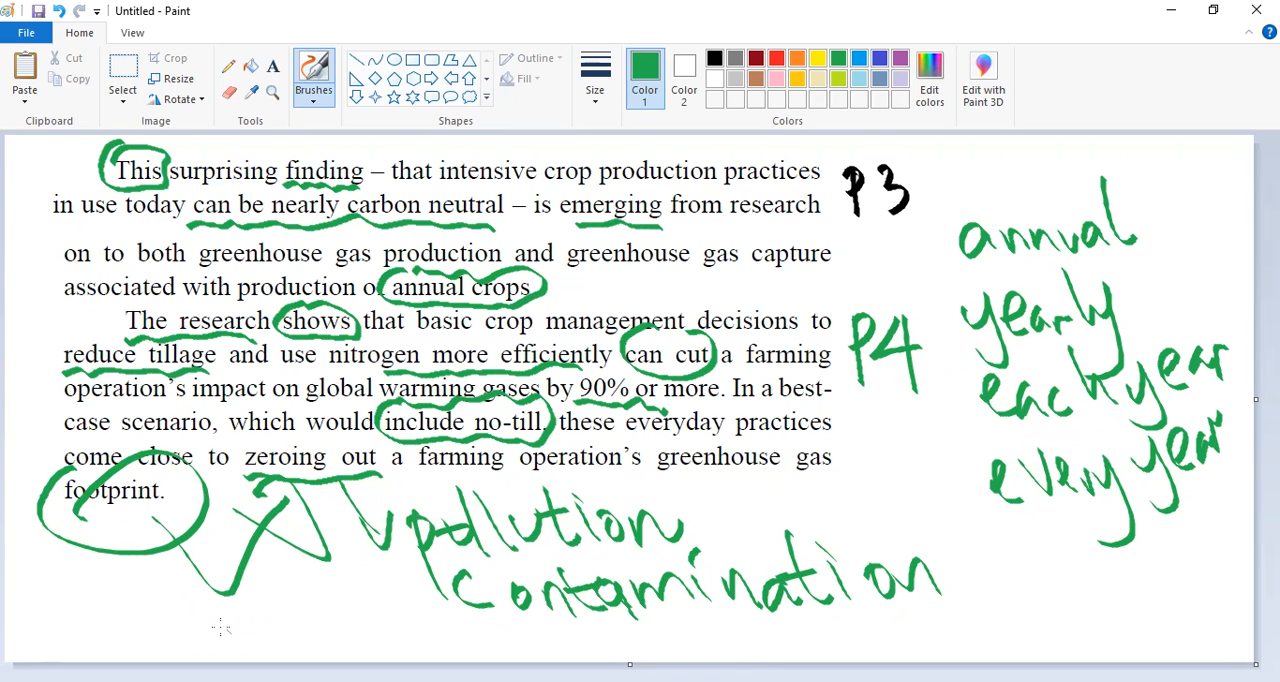 Untitled - Paint
File
Home
View
Paste
Cut
Copy
Clipboard
Select
Crop
Resize
Rotate
Image
A
Tools
Brushes
Outline
Fill
Shapes
Size
Color 1
Color 2
Edit colors
Colors
Edit with Paint 3D
This surprising finding – that intensive crop production practices
in use today can be nearly carbon neutral – is emerging from research
on to both greenhouse gas production and greenhouse gas capture
associated with production of annual crops
The research shows that basic crop management decisions to
reduce tillage and use nitrogen more efficiently can cut a farming
operation's impact on global warming gases by 90% or more. In a best-
case scenario, which would include no-till, these everyday practices
come close to zeroing out a farming operation's greenhouse gas
footprint.
P3
P4
annual
yearly
each year
every year
pollution
contamination